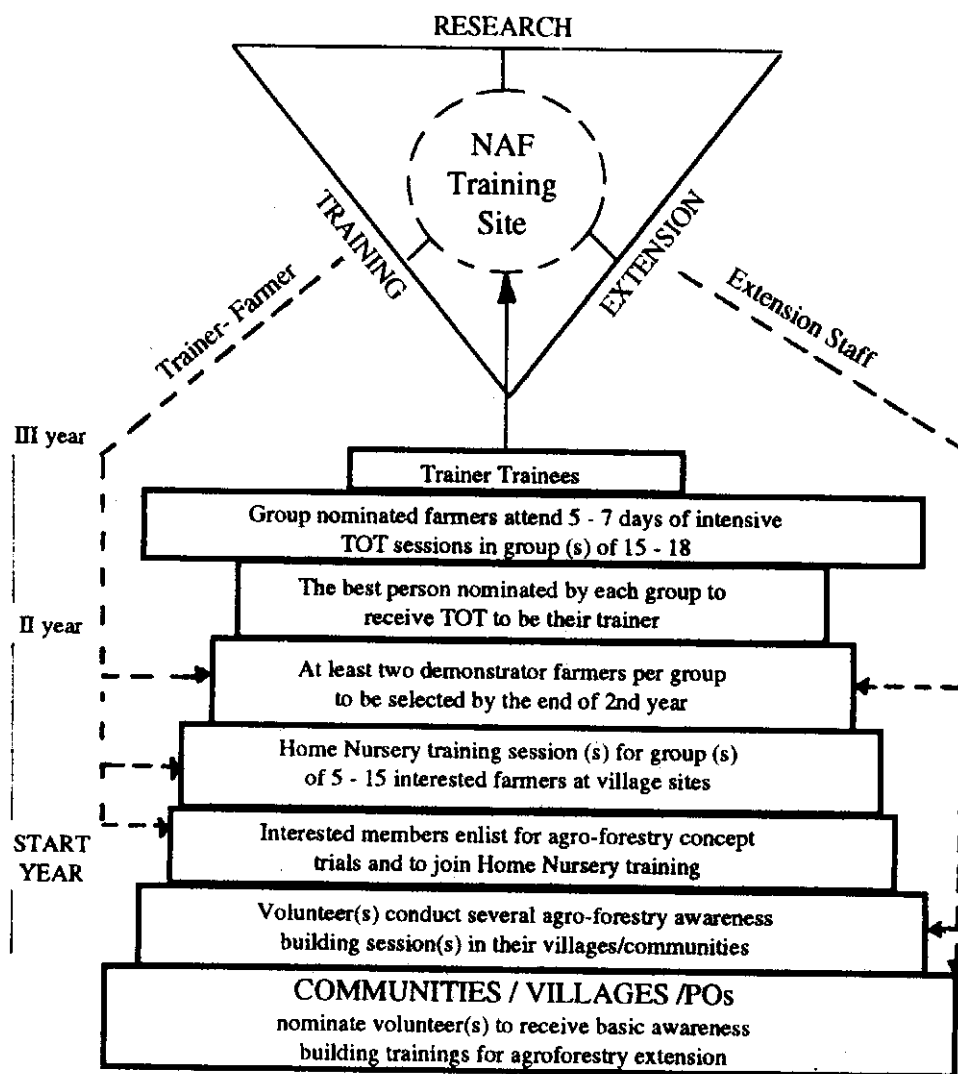 RESEARCH
NAF
Training
Site
TRAINING
EXTENSION
Trainer- Farmer
Extension Staff
III year
Trainer Trainees
Group nominated farmers attend 5 - 7 days of intensive
TOT sessions in group (s) of 15 - 18
The best person nominated by each group to
receive TOT to be their trainer
II year
At least two demonstrator farmers per group
to be selected by the end of 2nd year
Home Nursery training session (s) for group (s)
of 5 - 15 interested farmers at village sites
START
YEAR
Interested members enlist for agro-forestry concept
trials and to join Home Nursery training
Volunteer(s) conduct several agro-forestry awareness
building session(s) in their villages/communities
COMMUNITIES / VILLAGES /POs
nominate volunteer(s) to receive basic awareness
building trainings for agroforestry extension